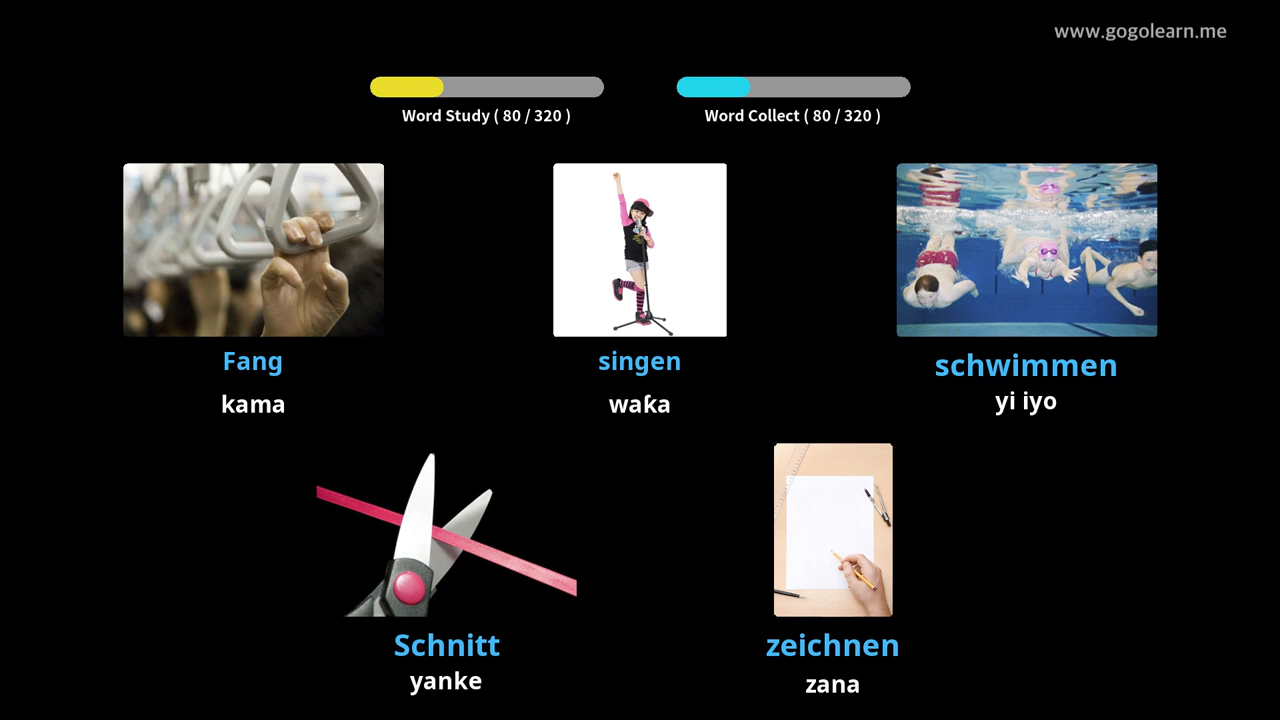 www.gogolearn.me
Word Study ( 80 / 320 )
Word Collect ( 80 / 320 )
Fang
kama
singen
waƙa
schwimmen
yi iyo
Schnitt
yanke
zeichnen
zana